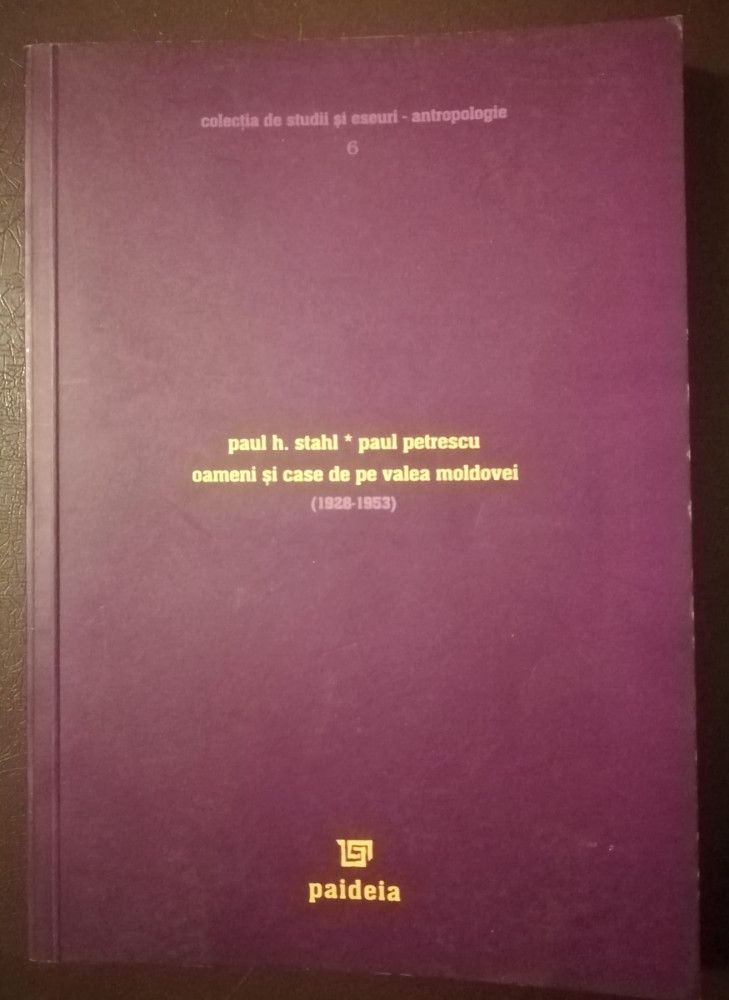 colecția de studii și eseuri - antropologie
6
paul h. stahl * paul petrescu
oameni și case de pe valea moldovei
(1928-1953)
paideia